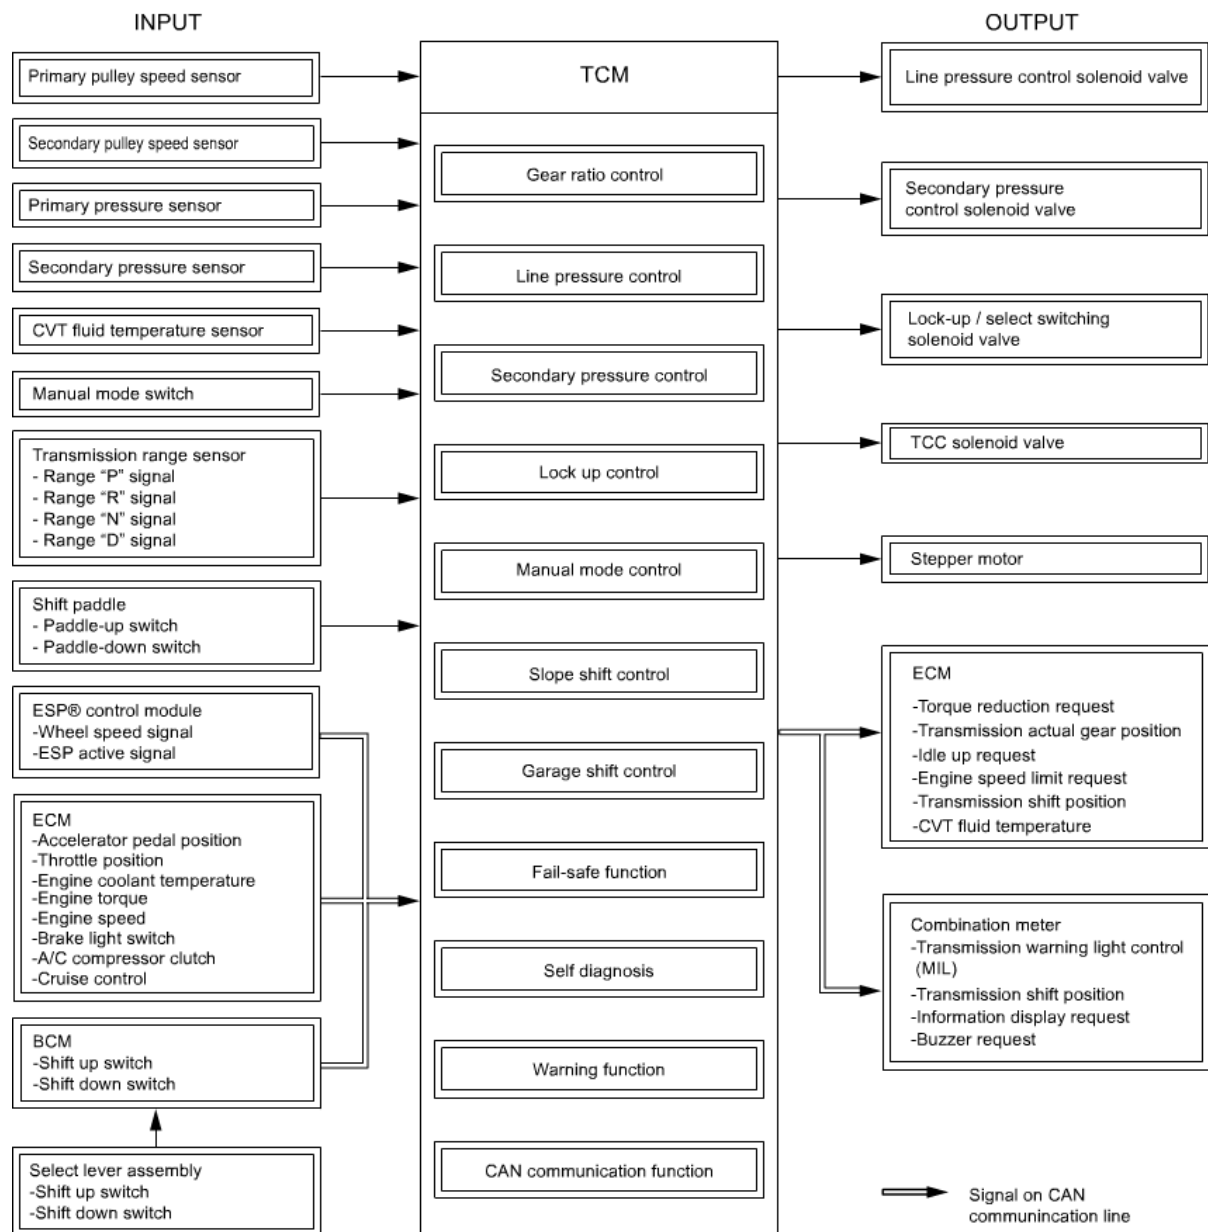 INPUT
Primary pulley speed sensor
Secondary pulley speed sensor
Primary pressure sensor
Secondary pressure sensor
CVT fluid temperature sensor
Manual mode switch
Transmission range sensor
- Range “P” signal
- Range “R” signal
- Range “N” signal
- Range “D” signal
Shift paddle
- Paddle-up switch
- Paddle-down switch
ESP® control module
-Wheel speed signal
-ESP active signal
ECM
-Accelerator pedal position
-Throttle position
-Engine coolant temperature
-Engine torque
-Engine speed
-Brake light switch
-A/C compressor clutch
-Cruise control
BCM
-Shift up switch
-Shift down switch
Select lever assembly
-Shift up switch
-Shift down switch
TCM
Gear ratio control
Line pressure control
Secondary pressure control
Lock up control
Manual mode control
Slope shift control
Garage shift control
Fail-safe function
Self diagnosis
Warning function
CAN communication function
OUTPUT
Line pressure control solenoid valve
Secondary pressure
control solenoid valve
Lock-up / select switching
solenoid valve
TCC solenoid valve
Stepper motor
ECM
-Torque reduction request
-Transmission actual gear position
-Idle up request
-Engine speed limit request
-Transmission shift position
-CVT fluid temperature
Combination meter
-Transmission warning light control
(MIL)
-Transmission shift position
-Information display request
-Buzzer request
Signal on CAN
communincation line